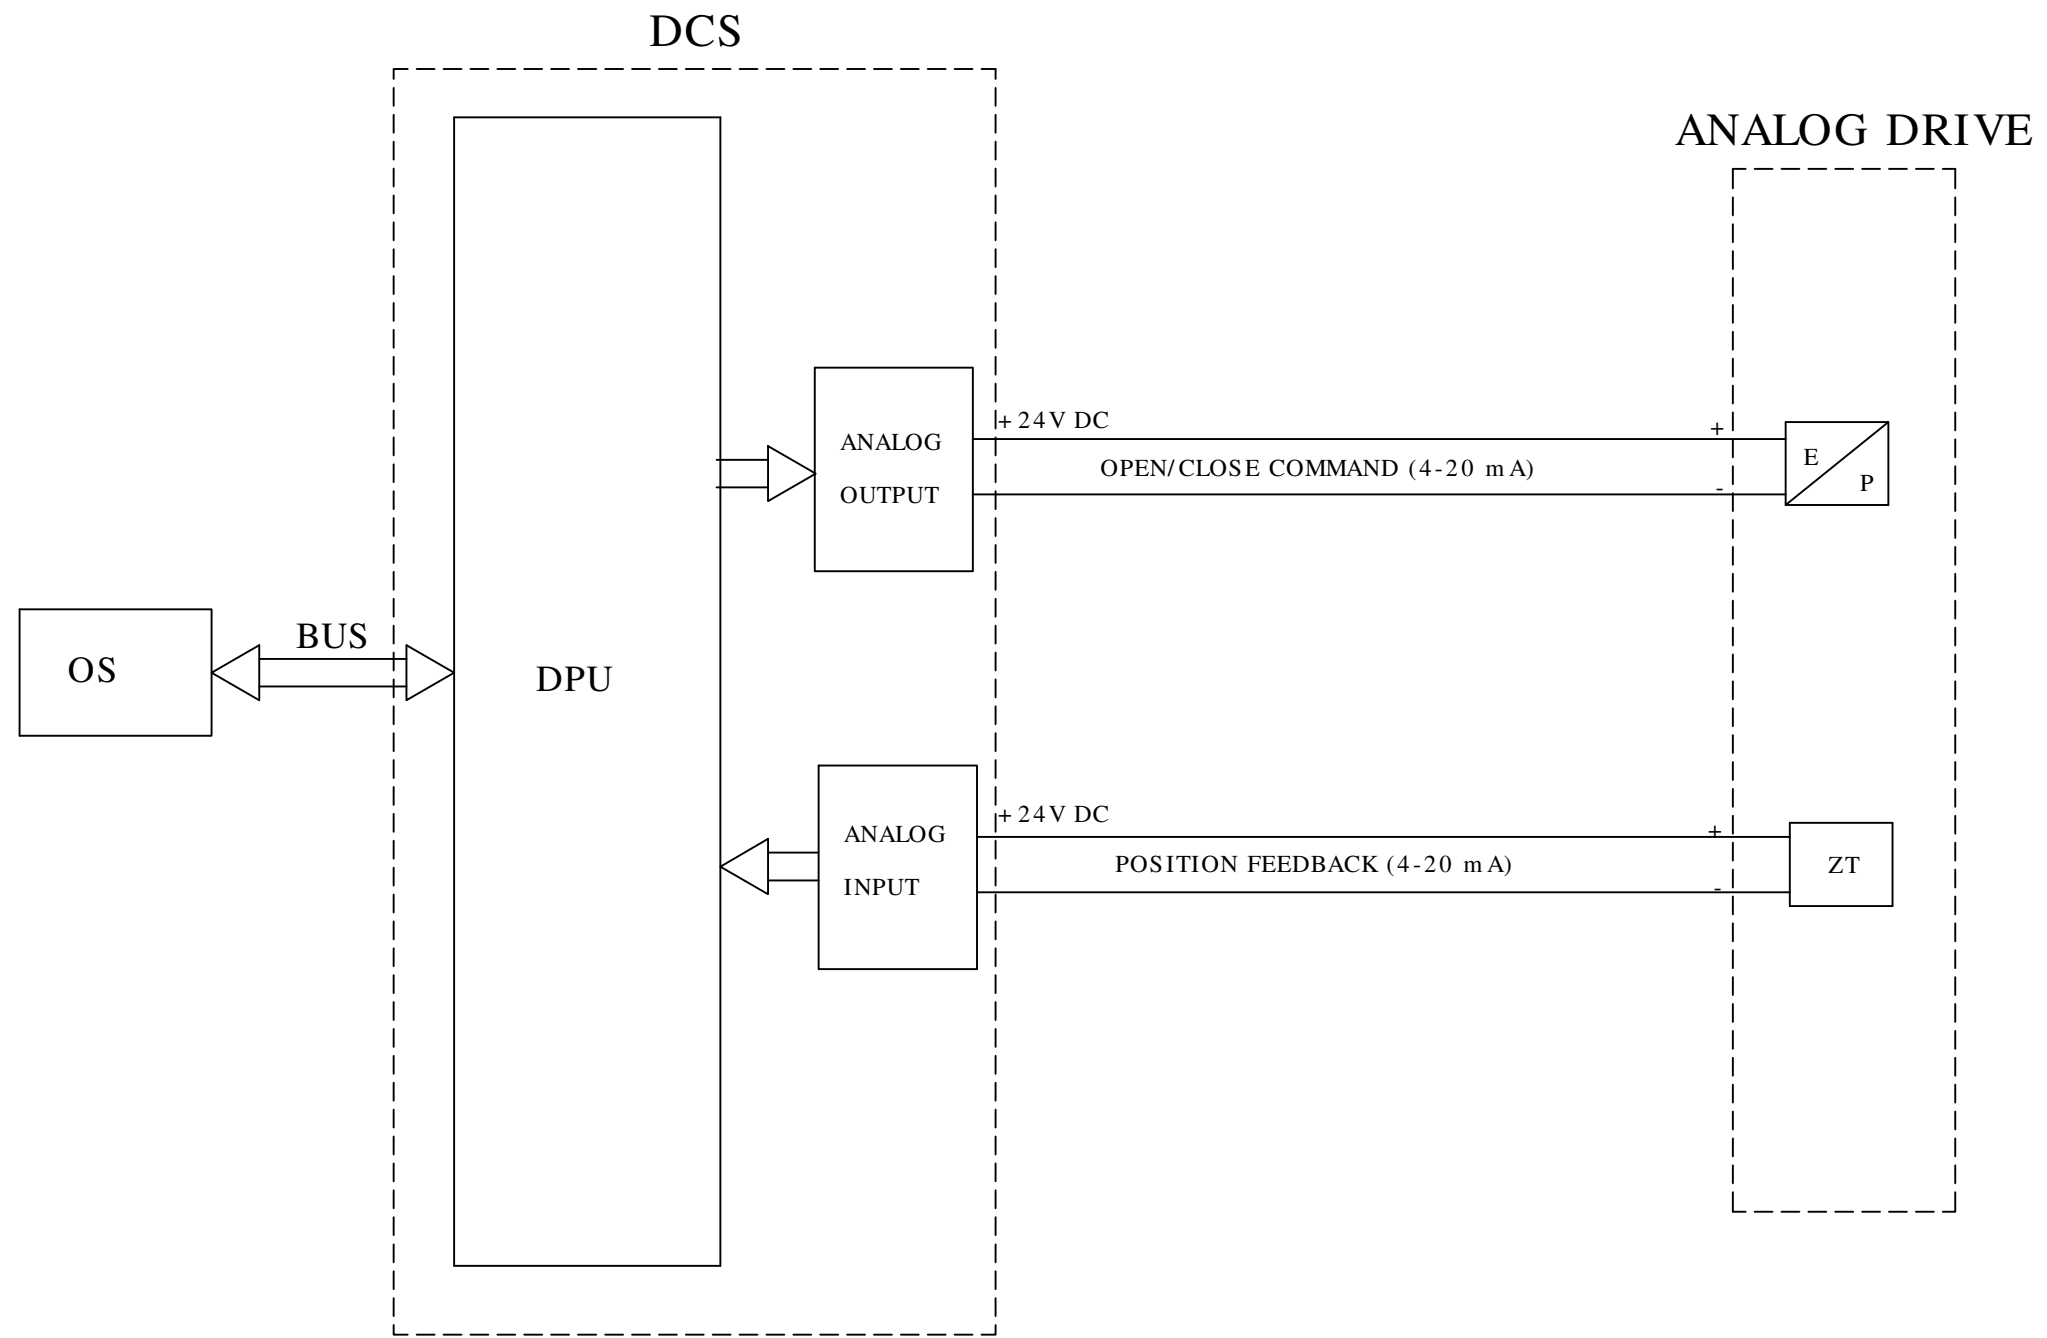 DCS
ANALOG DRIVE
+24V DC
+
ANALOG
OUTPUT
OPEN/CLOSE COMMAND (4-20 mA)
-
E
P
BUS
OS
DPU
+24V DC
+
ANALOG
INPUT
POSITION FEEDBACK (4-20 mA)
-
ZT